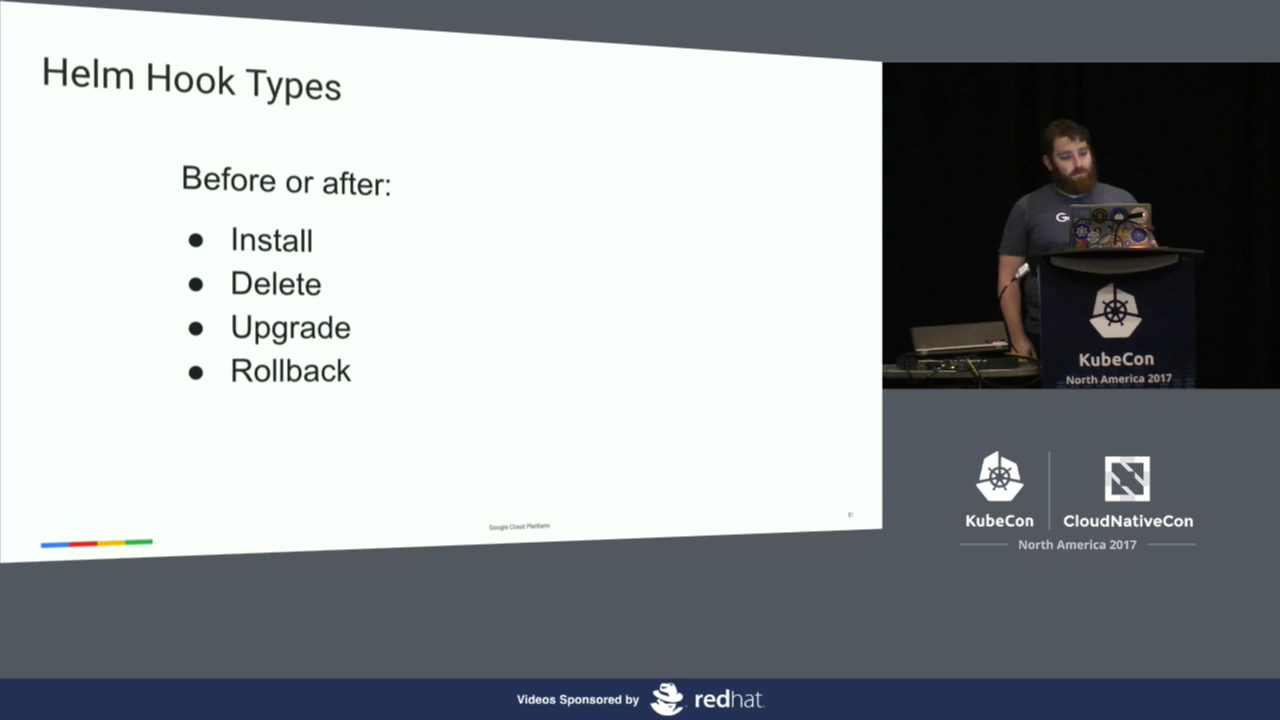 Helm Hook Types
Before or after:
● Install
● Delete
● Upgrade
● Rollback
Google Cloud Platform
KubeCon
North America 2017
KubeCon
CloudNativeCon
North America 2017
Videos Sponsored by
redhat